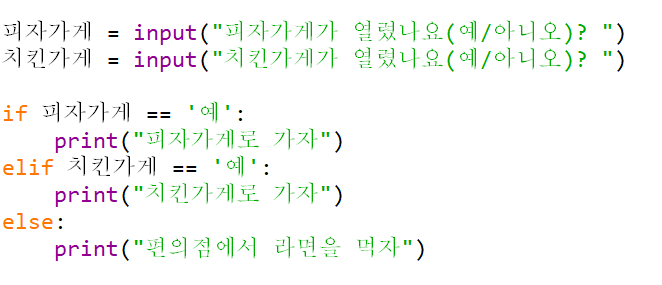 피자가게 = input("피자가게가 열렸나요(예/아니오)? ")
치킨가게 = input("치킨가게가 열렸나요(예/아니오)? ")
if 피자가게 == '예':
    print("피자가게로 가자")
elif 치킨가게 == '예':
    print("치킨가게로 가자")
else:
    print("편의점에서 라면을 먹자")